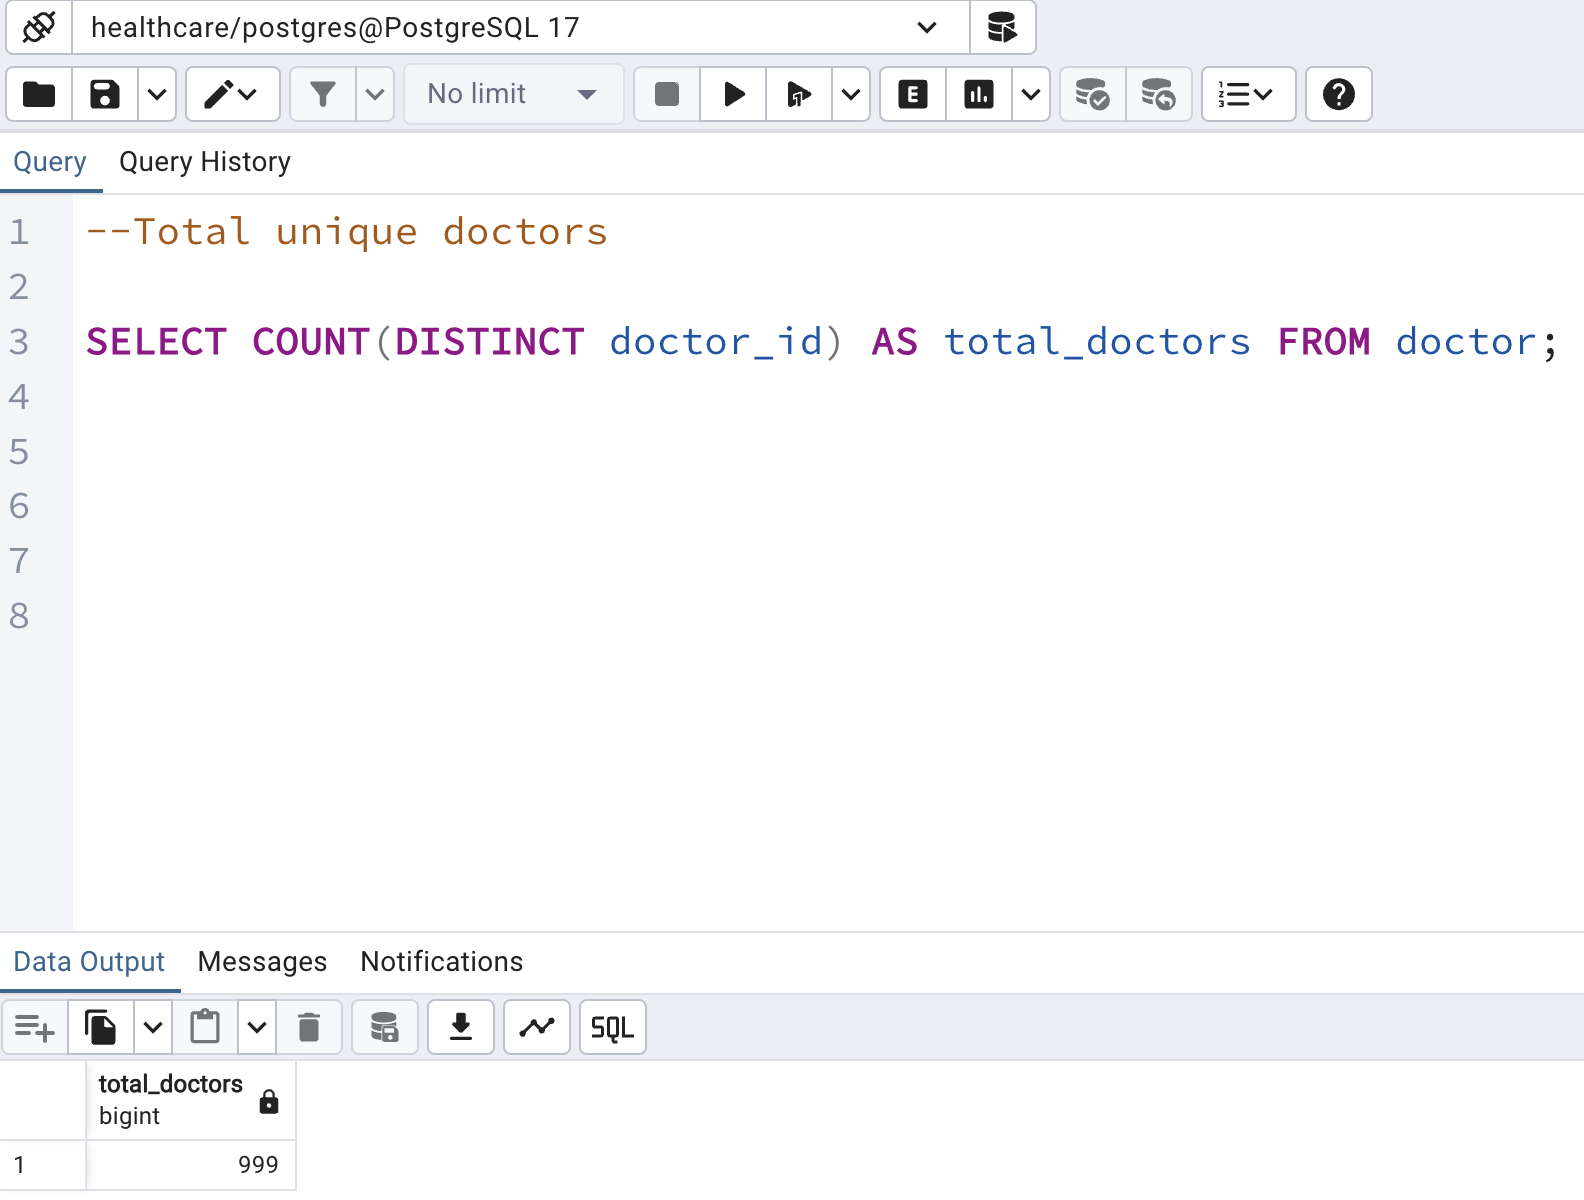 healthcare/postgres@PostgreSQL 17
No limit
E
Query Query History
1 --Total unique doctors
2
3 SELECT COUNT(DISTINCT doctor_id) AS total_doctors FROM doctor;
4
5
6
7
8
Data Output Messages Notifications
SQL
total_doctors
bigint
1 999